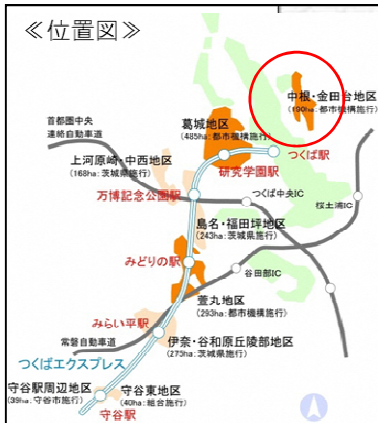 ≪位置図≫
中根・金田台地区
(190ha:都市機構施行)
葛城地区
(485ha:都市機構施行)
首都圏中央
連絡自動車道
つくば駅
研究学園駅
上河原崎・中西地区
(168ha:茨城県施行)
万博記念公園駅
つくば中央IC
桜土浦IC
島名・福田坪地区
(243ha:茨城県施行)
みどりの駅
谷田部IC
萱丸地区
(293ha:都市機構施行)
みらい平駅
常磐自動車道
伊奈・谷和原丘陵部地区
(275ha:茨城県施行)
つくばエクスプレス
守谷駅周辺地区
(39ha:守谷市施行)
守谷東地区
(40ha:組合施行)
守谷駅